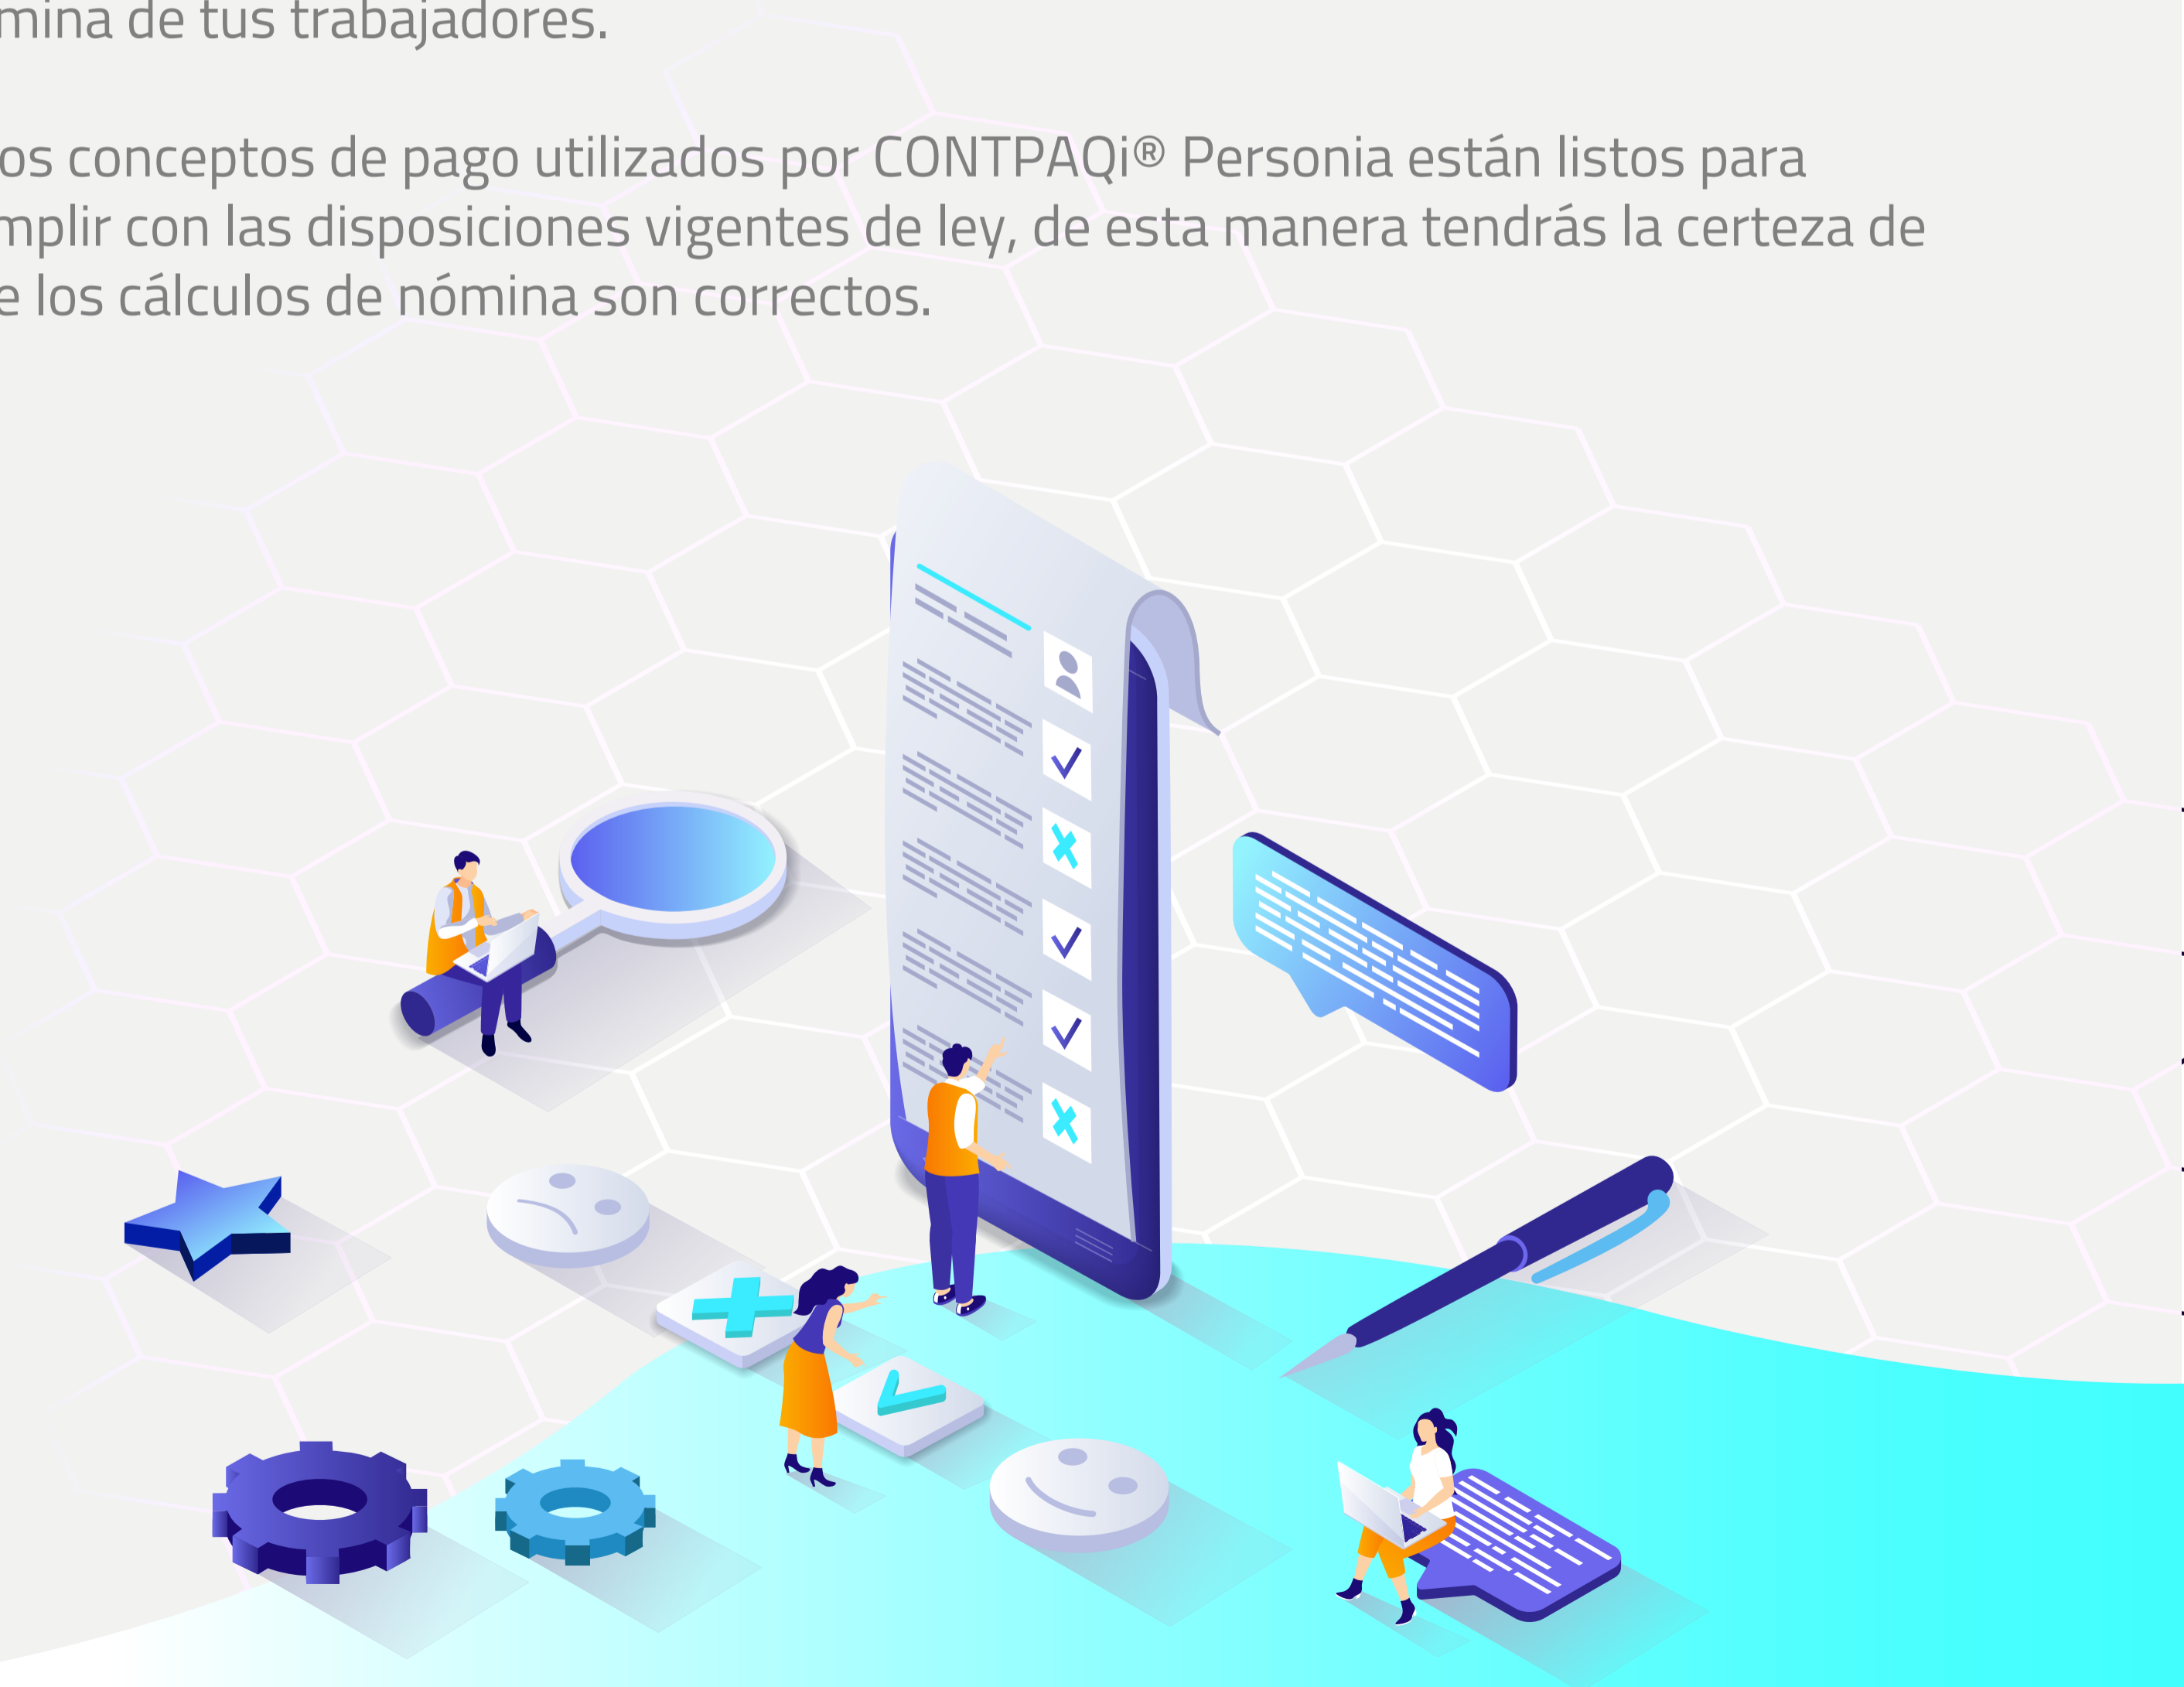 mina de tus trabajadores.
os conceptos de pago utilizados por CONTPAQi® Personia están listos para
mplir con las disposiciones vigentes de ley, de esta manera tendrás la certeza de
e los cálculos de nómina son correctos.